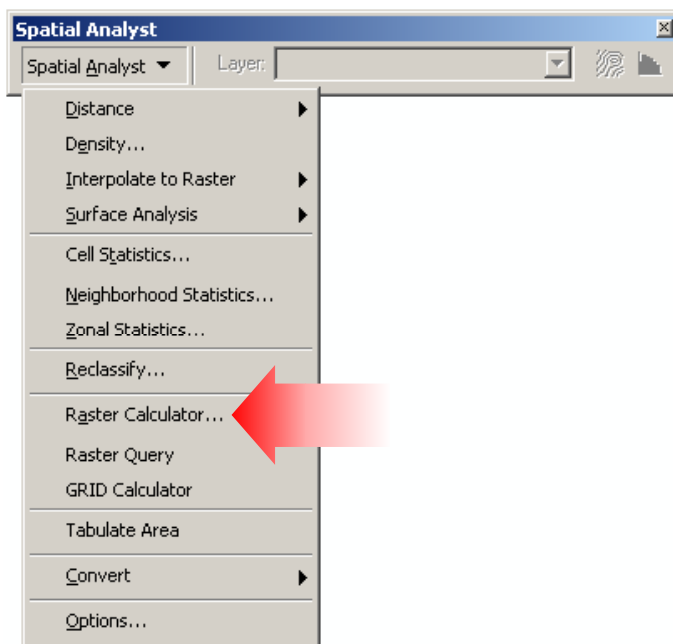 Spatial Analyst
Spatial Analyst
Layer:
Distance
Density...
Interpolate to Raster
Surface Analysis
Cell Statistics...
Neighborhood Statistics...
Zonal Statistics...
Reclassify...
Raster Calculator...
Raster Query
GRID Calculator
Tabulate Area
Convert
Options...